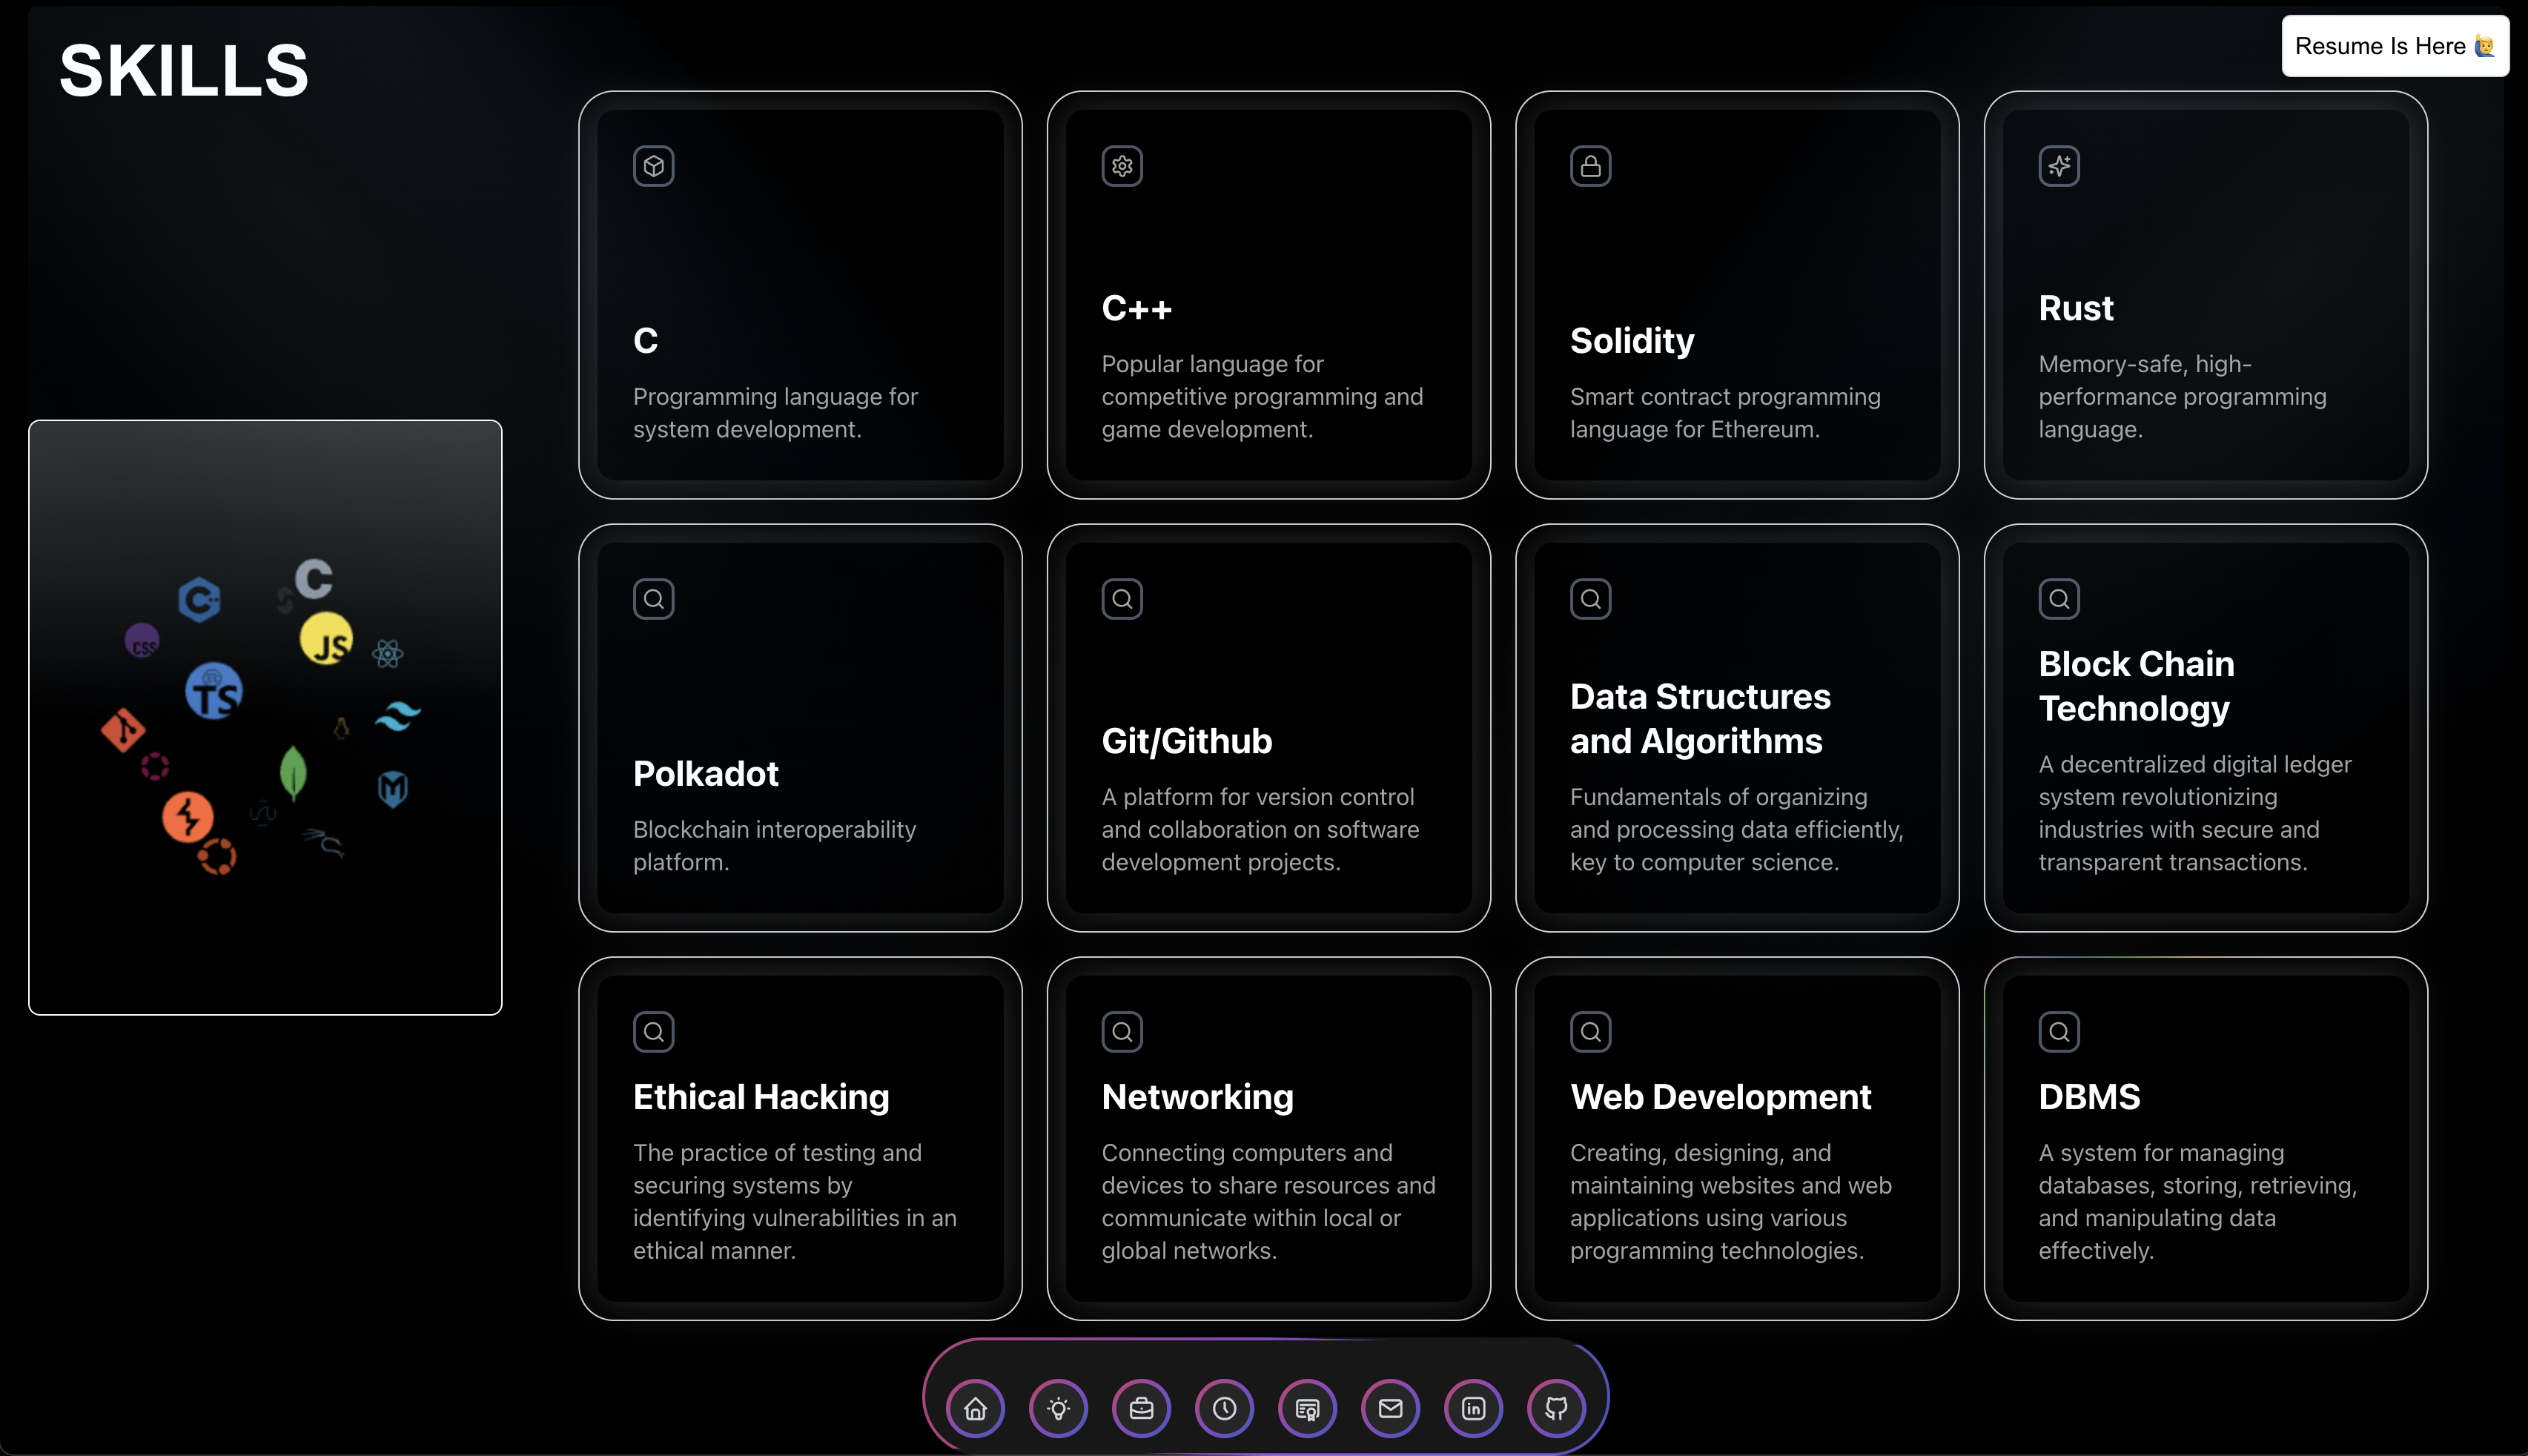 SKILLS
Resume Is Here
C
Programming language for
system development.
C++
Popular language for
competitive programming and
game development.
Solidity
Smart contract programming
language for Ethereum.
Rust
Memory-safe, high-
performance programming
language.
C
C
CSS
JS
TS
Polkadot
Blockchain interoperability
platform.
Git/Github
A platform for version control
and collaboration on software
development projects.
Data Structures
and Algorithms
Fundamentals of organizing
and processing data efficiently,
key to computer science.
Block Chain
Technology
A decentralized digital ledger
system revolutionizing
industries with secure and
transparent transactions.
Ethical Hacking
The practice of testing and
securing systems by
identifying vulnerabilities in an
ethical manner.
Networking
Connecting computers and
devices to share resources and
communicate within local or
global networks.
Web Development
Creating, designing, and
maintaining websites and web
applications using various
programming technologies.
DBMS
A system for managing
databases, storing, retrieving,
and manipulating data
effectively.
in